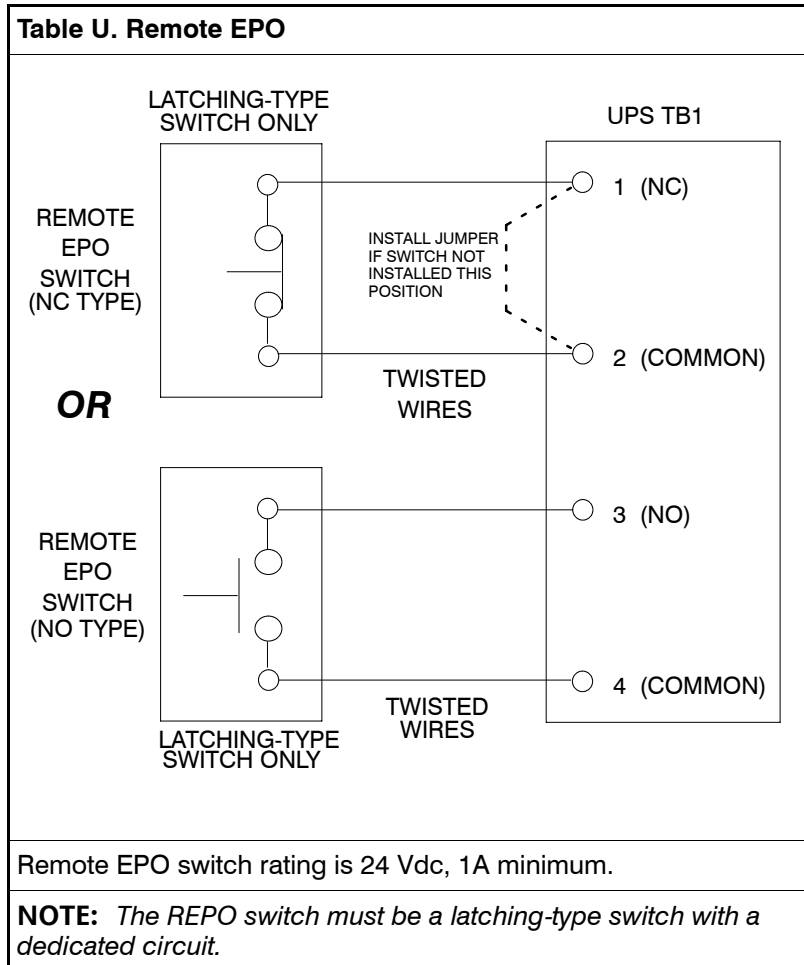 Table U. Remote EPO
LATCHING-TYPE
SWITCH ONLY
UPS TB1
REMOTE
EPO
SWITCH
(NC TYPE)
1 (NC)
INSTALL JUMPER
IF SWITCH NOT
INSTALLED THIS
POSITION
2 (COMMON)
TWISTED
WIRES
OR
REMOTE
EPO
SWITCH
(NO TYPE)
3 (NO)
4 (COMMON)
TWISTED
WIRES
LATCHING-TYPE
SWITCH ONLY
Remote EPO switch rating is 24 Vdc, 1A minimum.
NOTE: The REPO switch must be a latching-type switch with a
dedicated circuit.